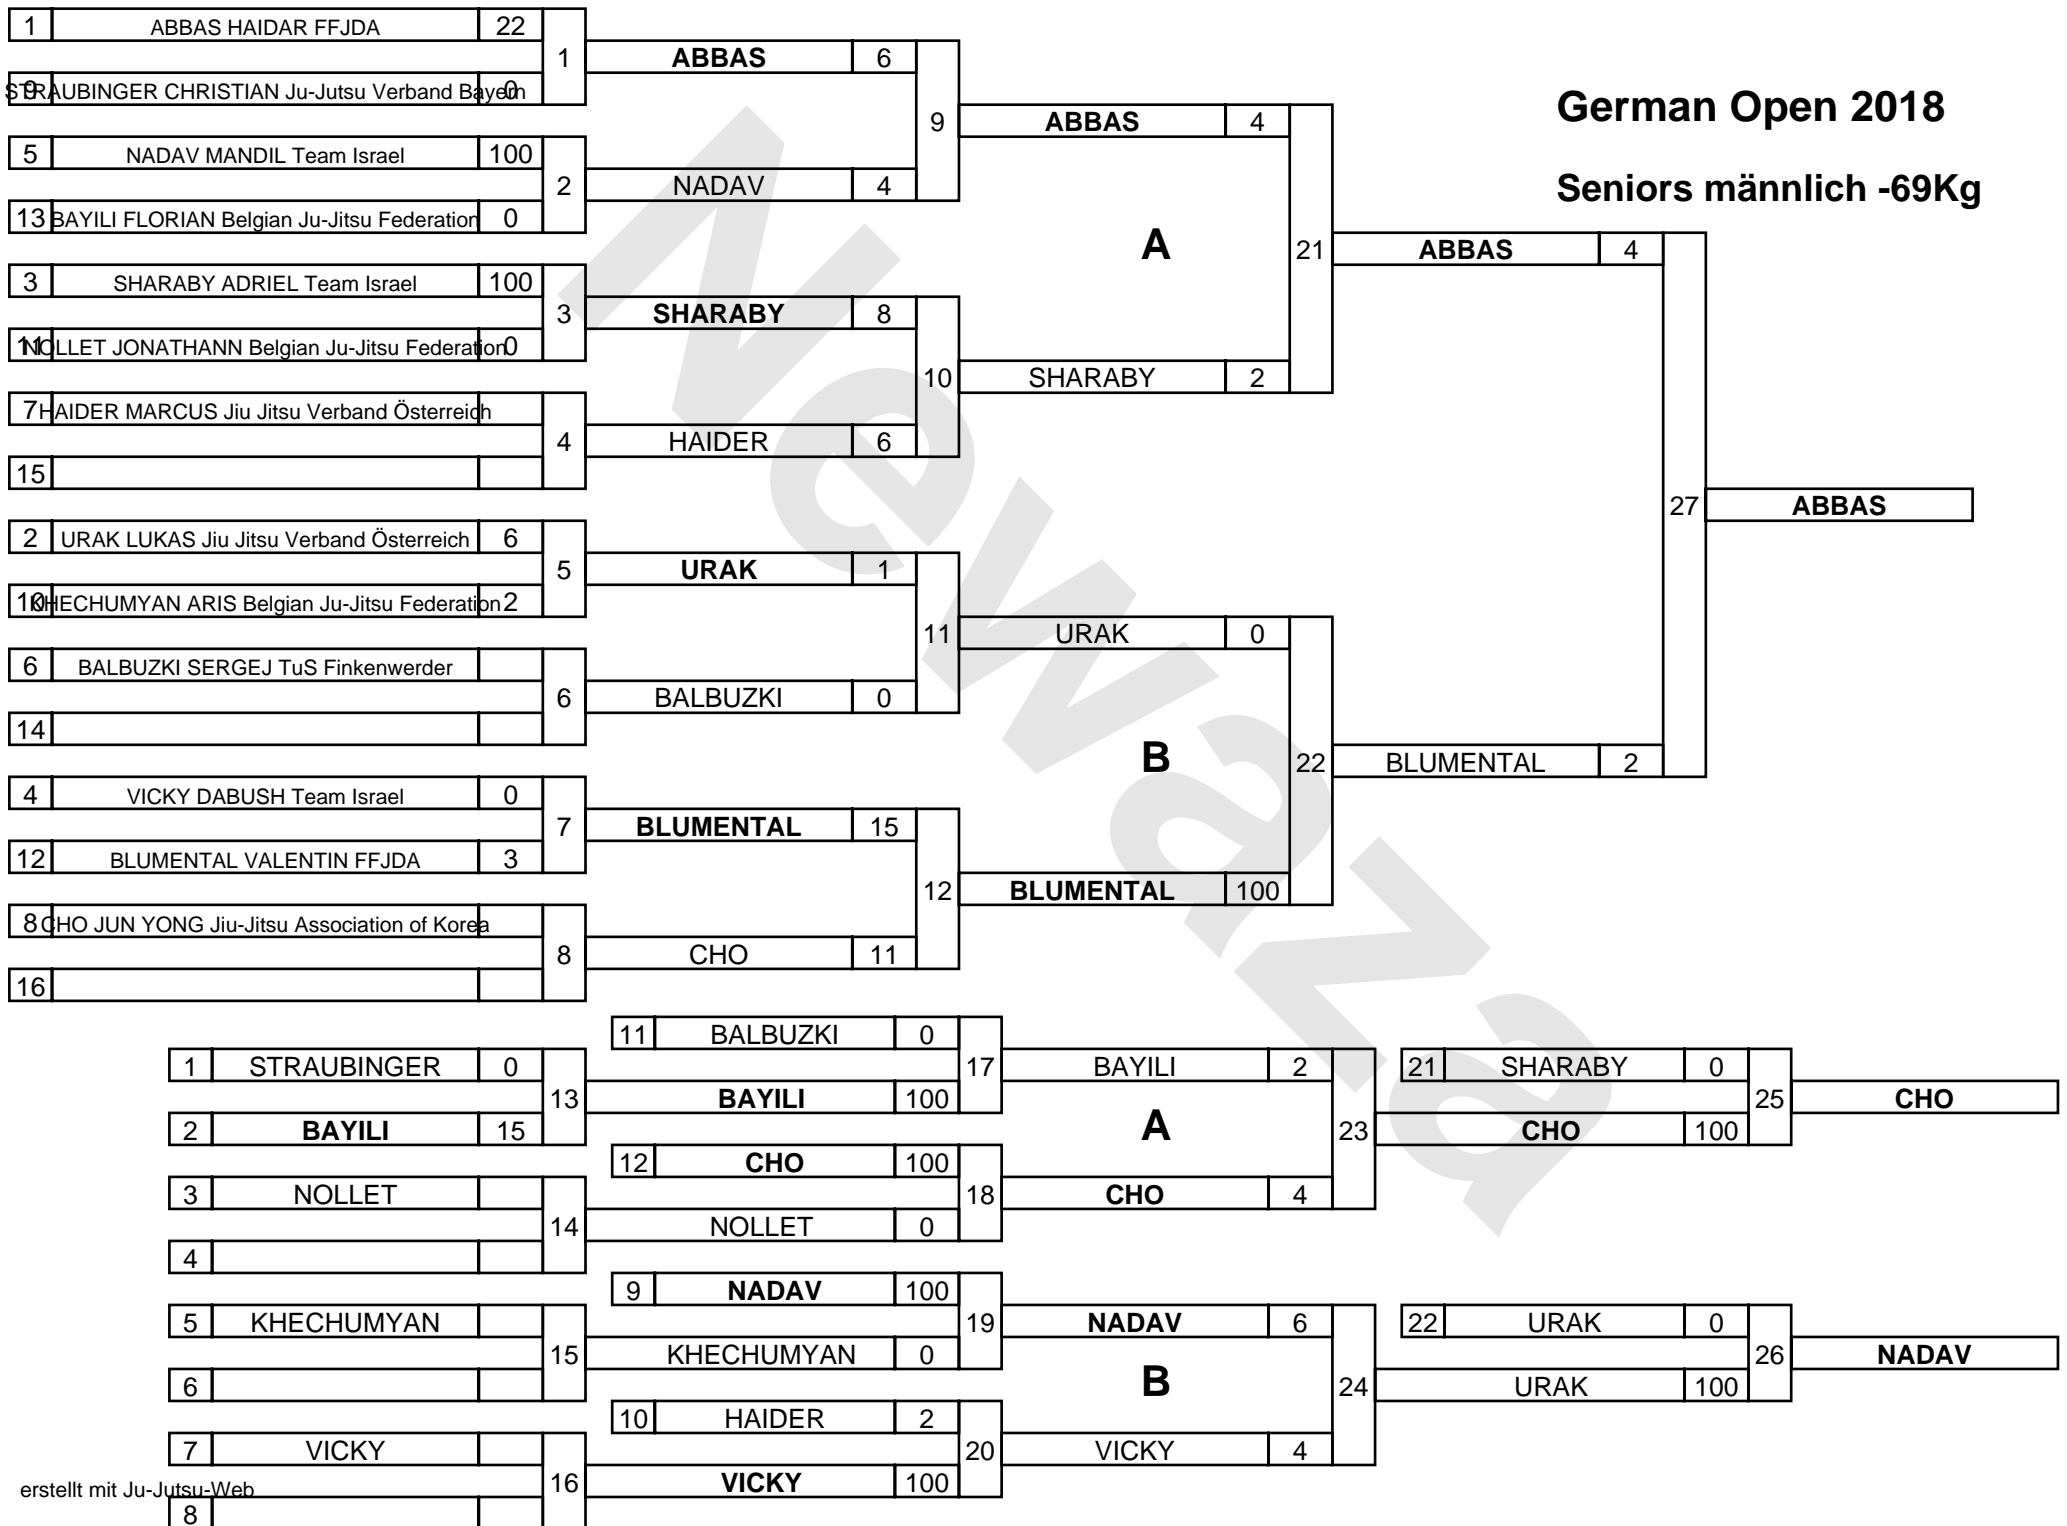 German Open 2018
Seniors männlich -69Kg
Newaza
1 ABBAS HAIDAR FFJDA 22
9 STRAUBINGER CHRISTIAN Ju-Jutsu Verband Bayern 0
1
5 NADAV MANDIL Team Israel 100
13 BAYILI FLORIAN Belgian Ju-Jitsu Federation 0
2
3 SHARABY ADRIEL Team Israel 100
11 NOLLET JONATHANN Belgian Ju-Jitsu Federation 0
3
7 HAIDER MARCUS Jiu Jitsu Verband Österreich
15
4
2 URAK LUKAS Jiu Jitsu Verband Österreich 6
10 KHECHUMYAN ARIS Belgian Ju-Jitsu Federation 2
5
6 BALBUZKI SERGEJ TuS Finkenwerder
14
6
4 VICKY DABUSH Team Israel 0
12 BLUMENTAL VALENTIN FFJDA 3
7
8 CHO JUN YONG Jiu-Jitsu Association of Korea
16
8
ABBAS 6
NADAV 4
9
SHARABY 8
HAIDER 6
10
URAK 1
BALBUZKI 0
11
BLUMENTAL 15
CHO 11
12
ABBAS 4
A
SHARABY 2
21
URAK 0
B
BLUMENTAL 100
22
ABBAS 4
BLUMENTAL 2
27
ABBAS
1 STRAUBINGER 0
2 BAYILI 15
13
3 NOLLET
4
14
5 KHECHUMYAN
6
15
7 VICKY
8
16
11 BALBUZKI 0
BAYILI 100
17
12 CHO 100
NOLLET 0
18
9 NADAV 100
KHECHUMYAN 0
19
10 HAIDER 2
VICKY 100
20
BAYILI 2
A
CHO 4
23
NADAV 6
B
VICKY 4
24
21 SHARABY 0
CHO 100
25
CHO
22 URAK 0
URAK 100
26
NADAV
erstellt mit Ju-Jutsu-Web